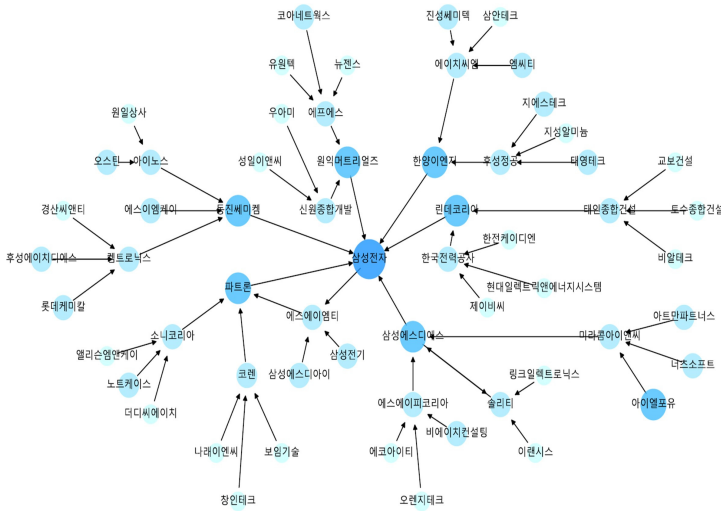 코아네트웍스
진성쎄미텍
삼안테크
유원텍
뉴젠스
에이치씨엠
엠씨티
원일상사
우아미
에프에스
지에스테크
지성알미늄
오스틴
아이노스
성일이앤씨
원익머트리얼즈
한양이엔지
후성정공
태영테크
교보건설
경산씨앤티
에스이엠케이
동진쎄미켐
신원종합개발
린데코리아
태인종합건설
토수종합건설
후성에이치디에스
켐트로닉스
삼성전자
한국전력공사
한전케이디엔
비알테크
롯데케미칼
파트론
현대일렉트릭앤에너지시스템
제이비씨
소니코리아
에스에이엠티
삼성에스디에스
미라콤아이앤씨
아트만파트너스
앨리슨엠앤케이
삼성전기
너즈소프트
노트케이스
코렌
삼성에스디아이
링크일렉트로닉스
더디씨에이치
에스에이피코리아
솔리티
아이엘포유
비에이치컨설팅
나래이엔씨
보임기술
에코아이티
이랜시스
창인테크
오렌지테크